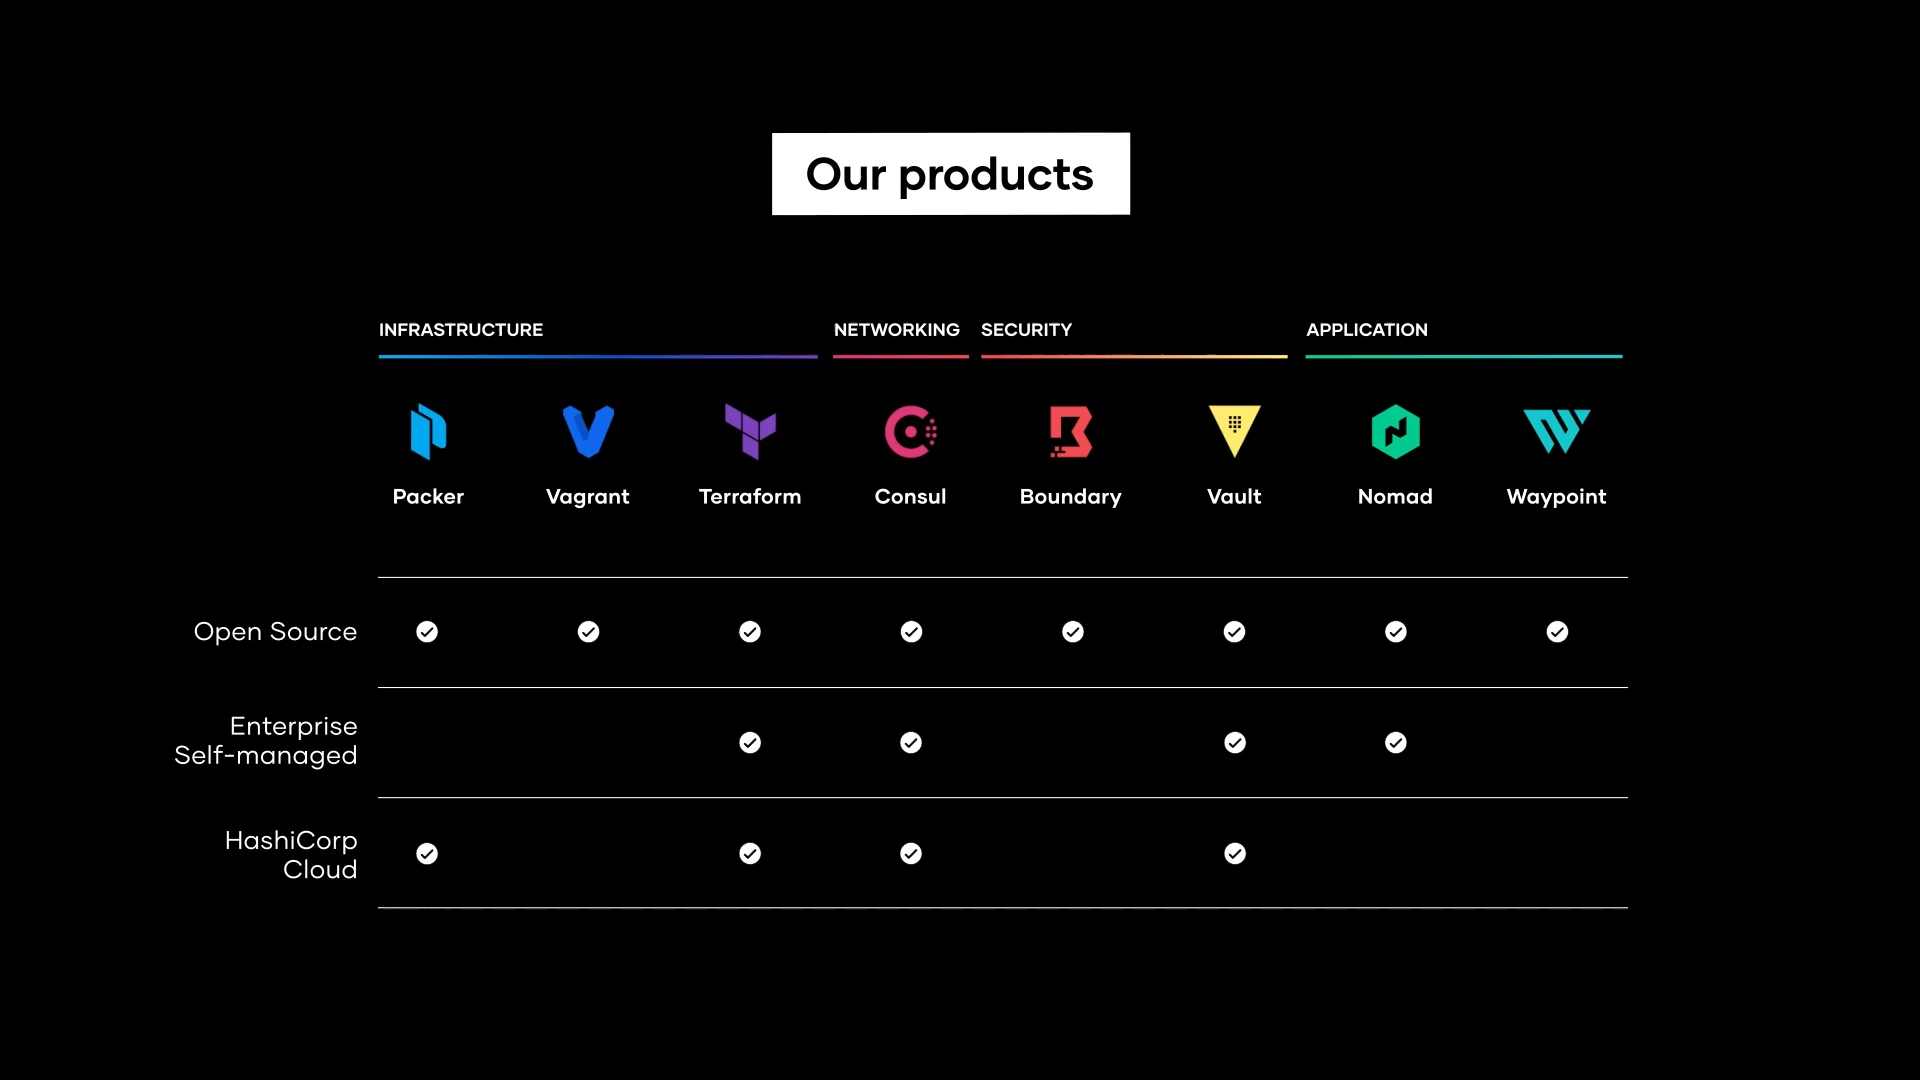 Our products
INFRASTRUCTURE NETWORKING SECURITY APPLICATION
Packer Vagrant Terraform Consul Boundary Vault Nomad Waypoint
Open Source
Enterprise
Self-managed
HashiCorp
Cloud